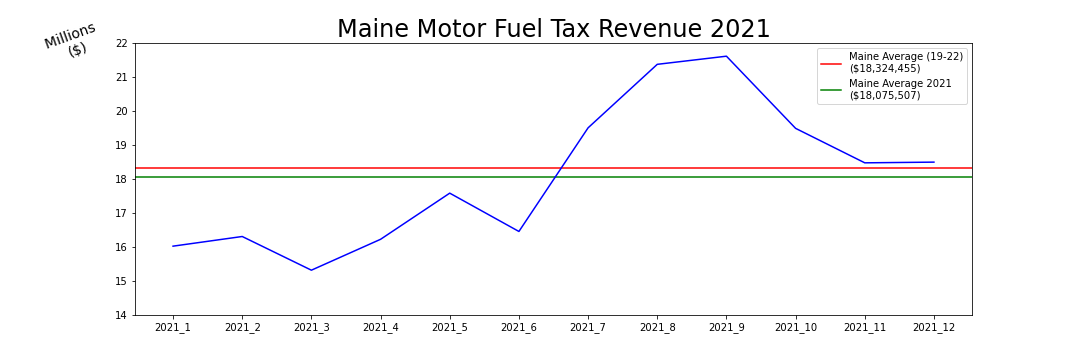 Maine Motor Fuel Tax Revenue 2021
Millions
($)
22
21
20
19
18
17
16
15
14
Maine Average (19-22)
($18,324,455)
Maine Average 2021
($18,075,507)
2021_1 2021_2 2021_3 2021_4 2021_5 2021_6 2021_7 2021_8 2021_9 2021_10 2021_11 2021_12